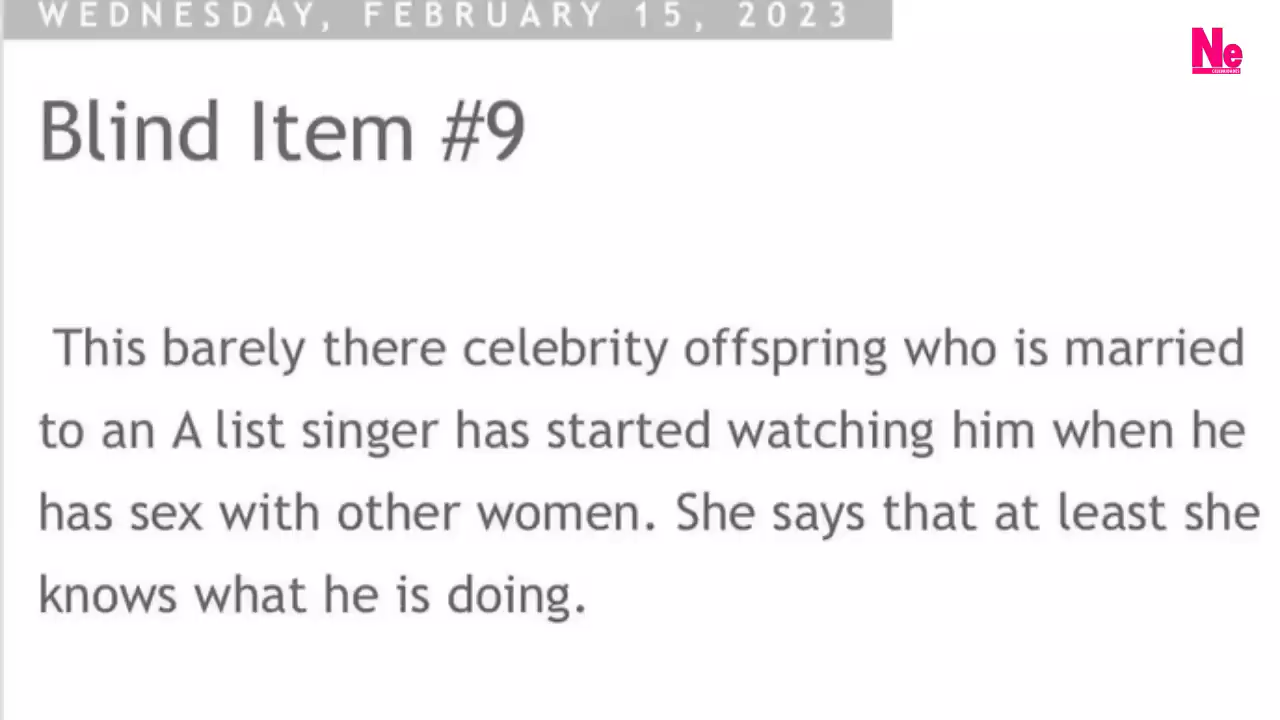 WEDNESDAY, FEBRUARY 15, 2023
Ne
Blind Item #9
This barely there celebrity offspring who is married
to an A list singer has started watching him when he
has sex with other women. She says that at least she
knows what he is doing.